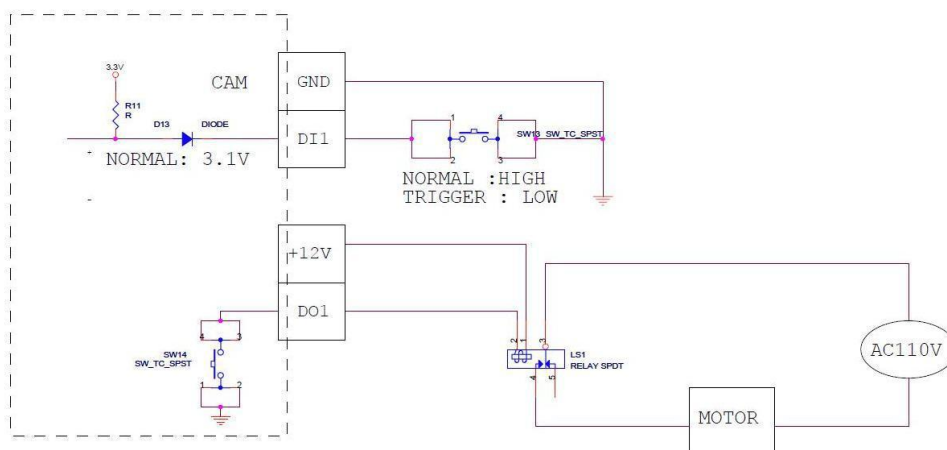 3.3V
R11
R
CAM
GND
D13
DIODE
DI1
+
NORMAL: 3.1V
-
1
4
2
3
SW13 SW_TC_SPST
NORMAL :HIGH
TRIGGER : LOW
+12V
DO1
4
3
SW14
SW_TC_SPST
1
2
2
1
3
LS1
RELAY SPDT
4
5
AC110V
MOTOR